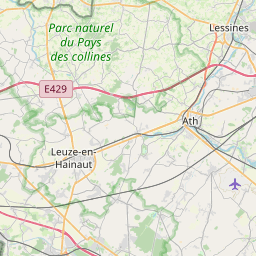 Lessines
Parc naturel
du Pays
des collines
E429
Ath
Leuze-en-
Hainaut